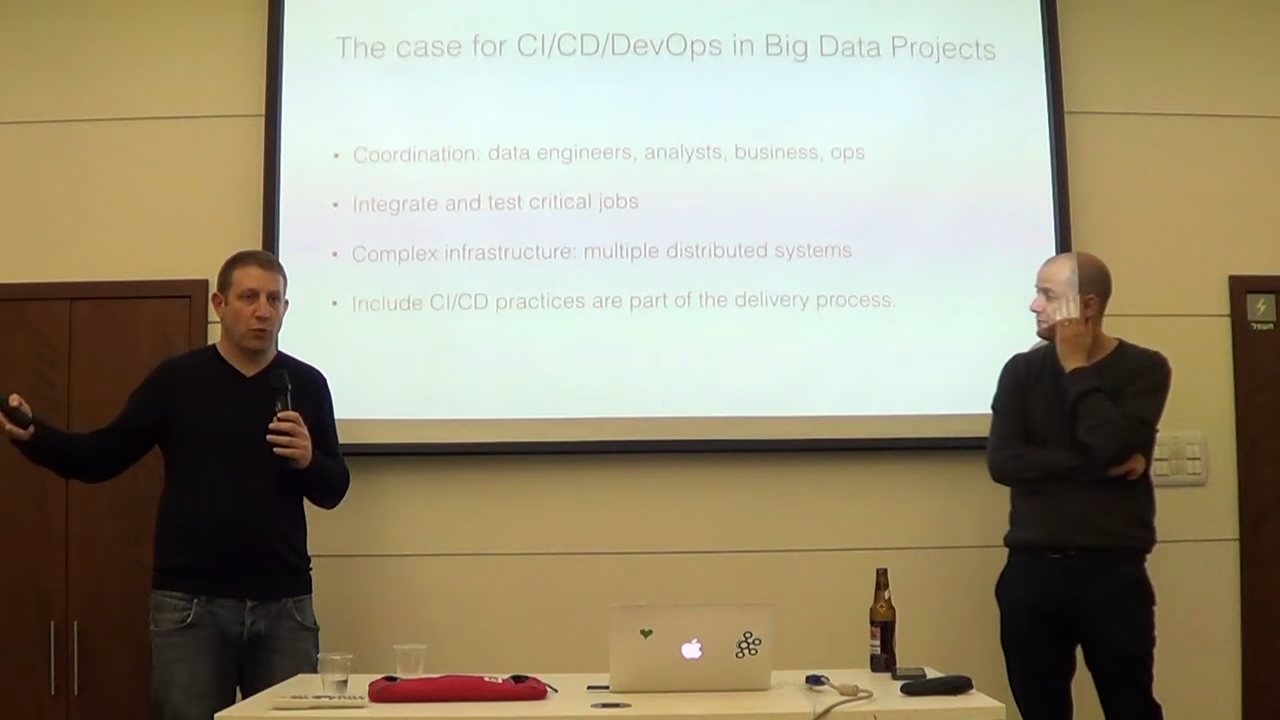 The case for CI/CD/DevOps in Big Data Projects
• Coordination: data engineers, analysts, business, ops
• Integrate and test critical jobs
• Complex infrastructure: multiple distributed systems
• Include CI/CD practices are part of the delivery process.
חשמל